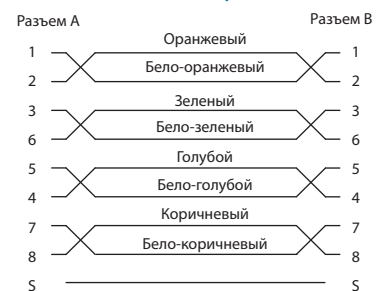 Разъем А Разъем В
Оранжевый
1 1
Бело-оранжевый
2 2
Зеленый
3 3
Бело-зеленый
6 6
Голубой
5 5
Бело-голубой
4 4
Коричневый
7 7
Бело-коричневый
8 8
S S